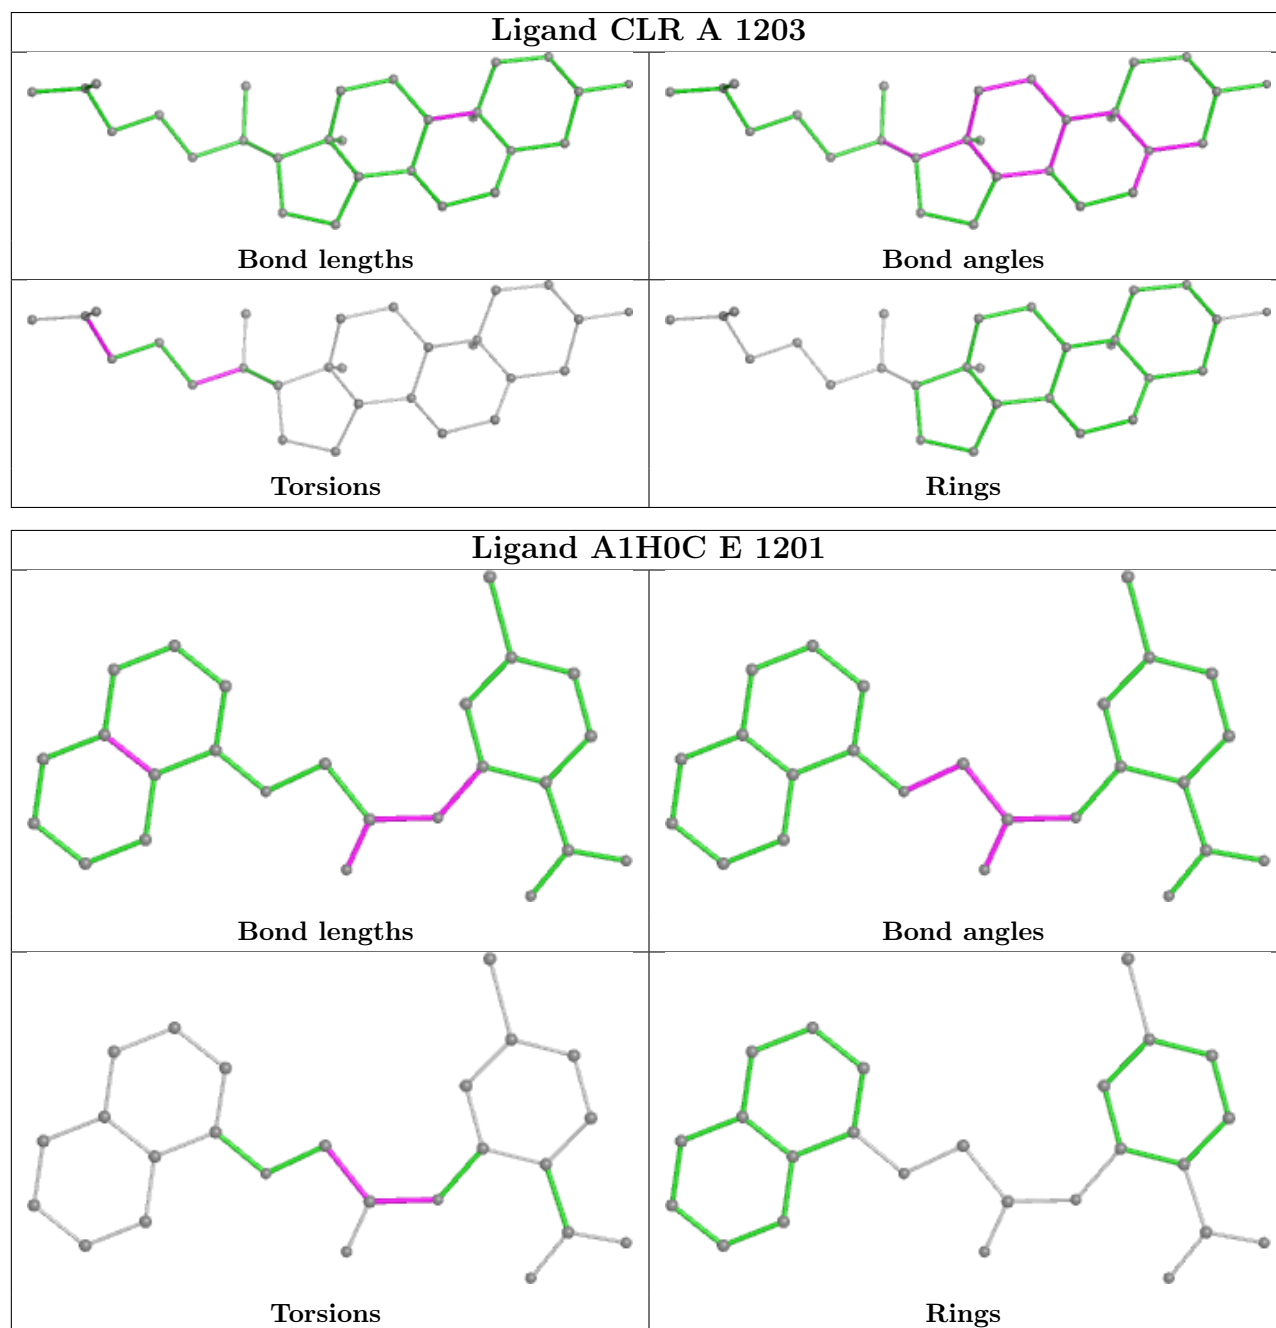 Ligand CLR A 1203
Bond lengths
Bond angles
Torsions
Rings
Ligand A1H0C E 1201
Bond lengths
Bond angles
Torsions
Rings